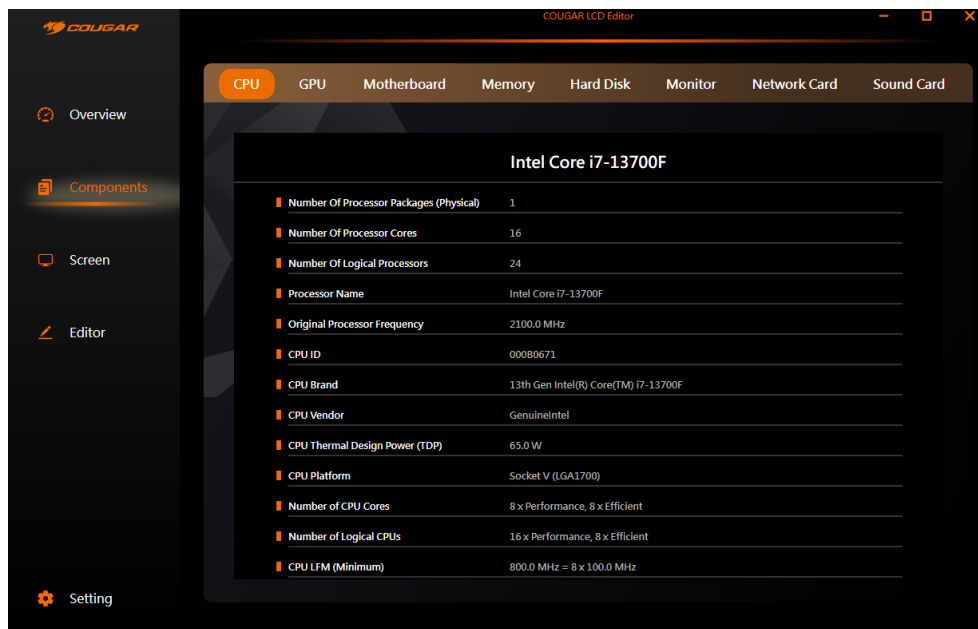 COUGAR
COUGAR LCD Editor
CPU GPU Motherboard Memory Hard Disk Monitor Network Card Sound Card
Overview
Components
Screen
Editor
Setting
Intel Core i7-13700F
Number Of Processor Packages (Physical) 1
Number Of Processor Cores 16
Number Of Logical Processors 24
Processor Name Intel Core i7-13700F
Original Processor Frequency 2100.0 MHz
CPU ID 000B0671
CPU Brand 13th Gen Intel(R) Core(TM) i7-13700F
CPU Vendor GenuineIntel
CPU Thermal Design Power (TDP) 65.0 W
CPU Platform Socket V (LGA1700)
Number of CPU Cores 8 x Performance, 8 x Efficient
Number of Logical CPUs 16 x Performance, 8 x Efficient
CPU LFM (Minimum) 800.0 MHz = 8 x 100.0 MHz